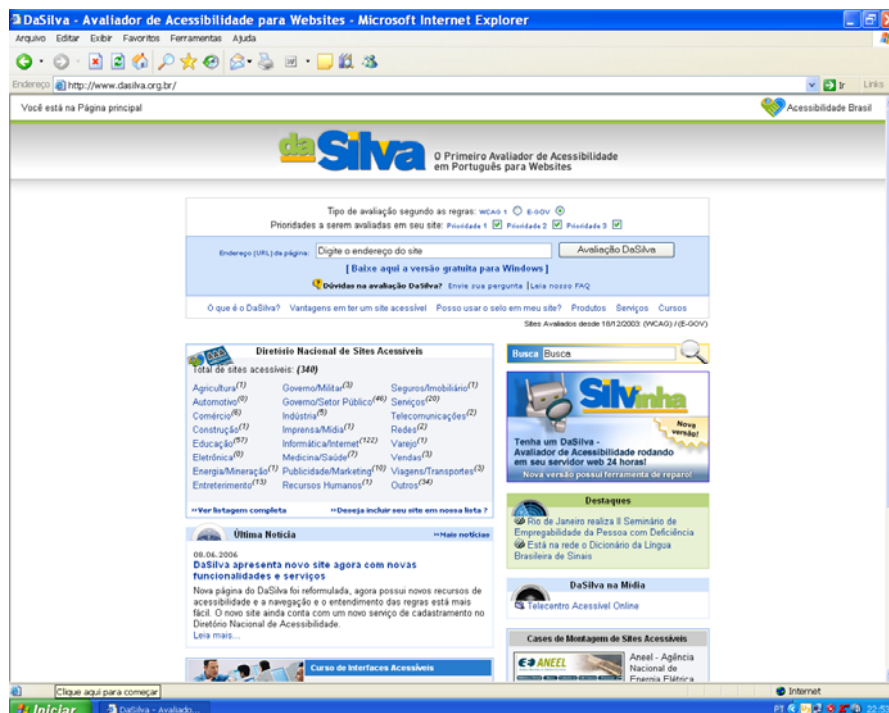 DaSilva - Avaliador de Acessibilidade para Websites - Microsoft Internet Explorer
Arquivo Editar Exibir Favoritos Ferramentas Ajuda
Endereço http://www.dasilva.org.br/ Ir Links
Você está na Página principal Acessibilidade Brasil
daSilva
O Primeiro Avaliador de Acessibilidade
em Português para Websites
Tipo de avaliação segundo as regras: WCAG 1 E-GOV
Prioridades a serem avaliadas em seu site: Prioridade 1 Prioridade 2 Prioridade 3
Endereço (URL) da página: Digite o endereço do site Avaliação DaSilva
[ Baixe aqui a versão gratuita para Windows ]
Dúvidas na avaliação DaSilva? Envie sua pergunta | Leia nosso FAQ
O que é o DaSilva? Vantagens em ter um site acessível Posso usar o selo em meu site? Produtos Serviços Cursos
Sites Avaliados desde 18/12/2003: (WCAG) / (E-GOV)
Diretório Nacional de Sites Acessíveis
Total de sites acessíveis: (340)
Agricultura(1) Governo/Militar(3) Seguros/Imobiliário(1)
Automotivo(0) Governo/Setor Público(46) Serviços(20)
Comércio(6) Indústria(5) Telecomunicações(2)
Construção(1) Imprensa/Mídia(1) Redes(2)
Educação(57) Informática/Internet(122) Varejo(1)
Eletrônica(0) Medicina/Saúde(7) Vendas(3)
Energia/Mineração(1) Publicidade/Marketing(10) Viagens/Transportes(3)
Entreterimento(13) Recursos Humanos(1) Outros(34)
»Ver listagem completa »Deseja incluir seu site em nossa lista ?
Busca Busca
Silvinha
Nova
versão!
Tenha um DaSilva -
Avaliador de Acessibilidade rodando
em seu servidor web 24 horas!
Nova versão possui ferramenta de reparo!
Destaques
Rio de Janeiro realiza II Seminário de
Empregabilidade da Pessoa com Deficiência
Está na rede o Dicionário da Língua
Brasileira de Sinais
Última Notícia »Mais notícias
08.06.2006
DaSilva apresenta novo site agora com novas
funcionalidades e serviços
Nova página do DaSilva foi reformulada, agora possui novos recursos de
acessibilidade e a navegação e o entendimento das regras está mais
fácil. O novo site ainda conta com um novo serviço de cadastramento no
Diretório Nacional de Acessibilidade.
Leia mais...
DaSilva na Mídia
Telecentro Acessível Online
Cases de Montagem de Sites Acessíveis
ANEEL
Aneel - Agência
Nacional de
Energia Elétrica
Curso de Interfaces Acessíveis
Clique aqui para começar Internet
Iniciar DaSilva - Avaliado... PT 22:53